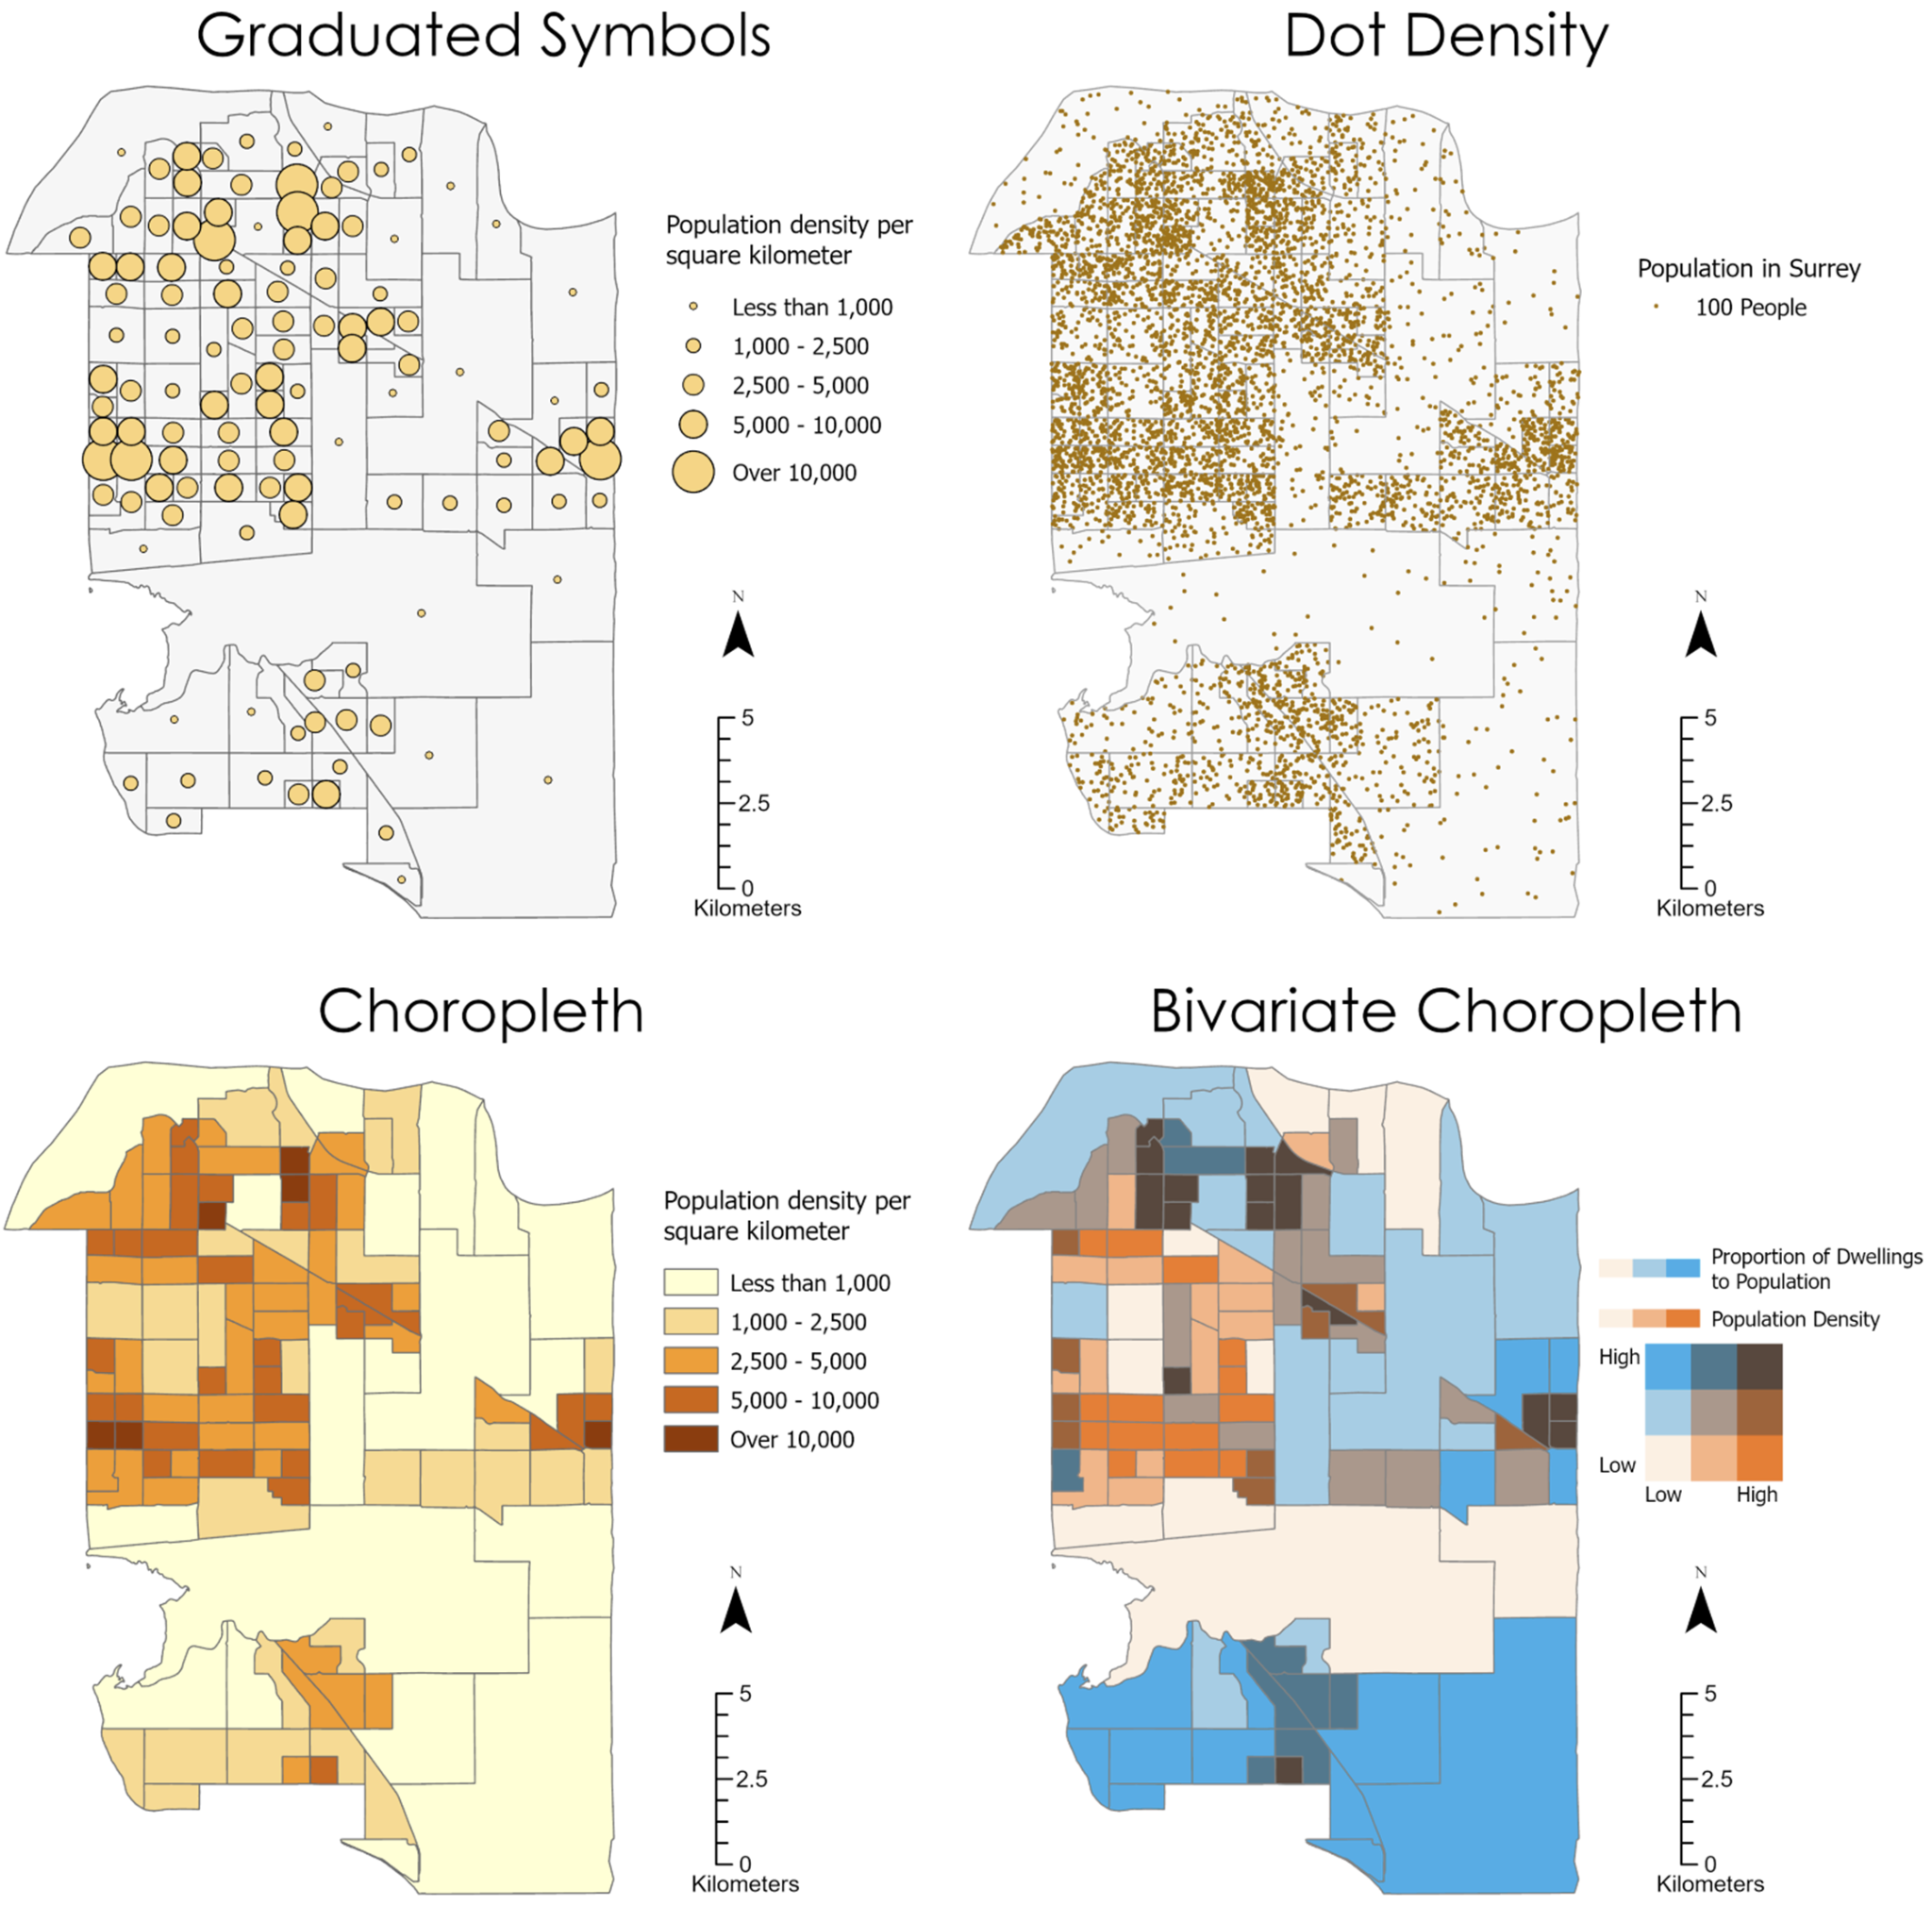 Graduated Symbols
Population density per
square kilometer
Less than 1,000
1,000 - 2,500
2,500 - 5,000
5,000 - 10,000
Over 10,000
N
5
2.5
0
Kilometers
Dot Density
Population in Surrey
100 People
N
5
2.5
0
Kilometers
Choropleth
Population density per
square kilometer
Less than 1,000
1,000 - 2,500
2,500 - 5,000
5,000 - 10,000
Over 10,000
N
5
2.5
0
Kilometers
Bivariate Choropleth
Proportion of Dwellings
to Population
Population Density
High
Low
Low High
N
5
2.5
0
Kilometers